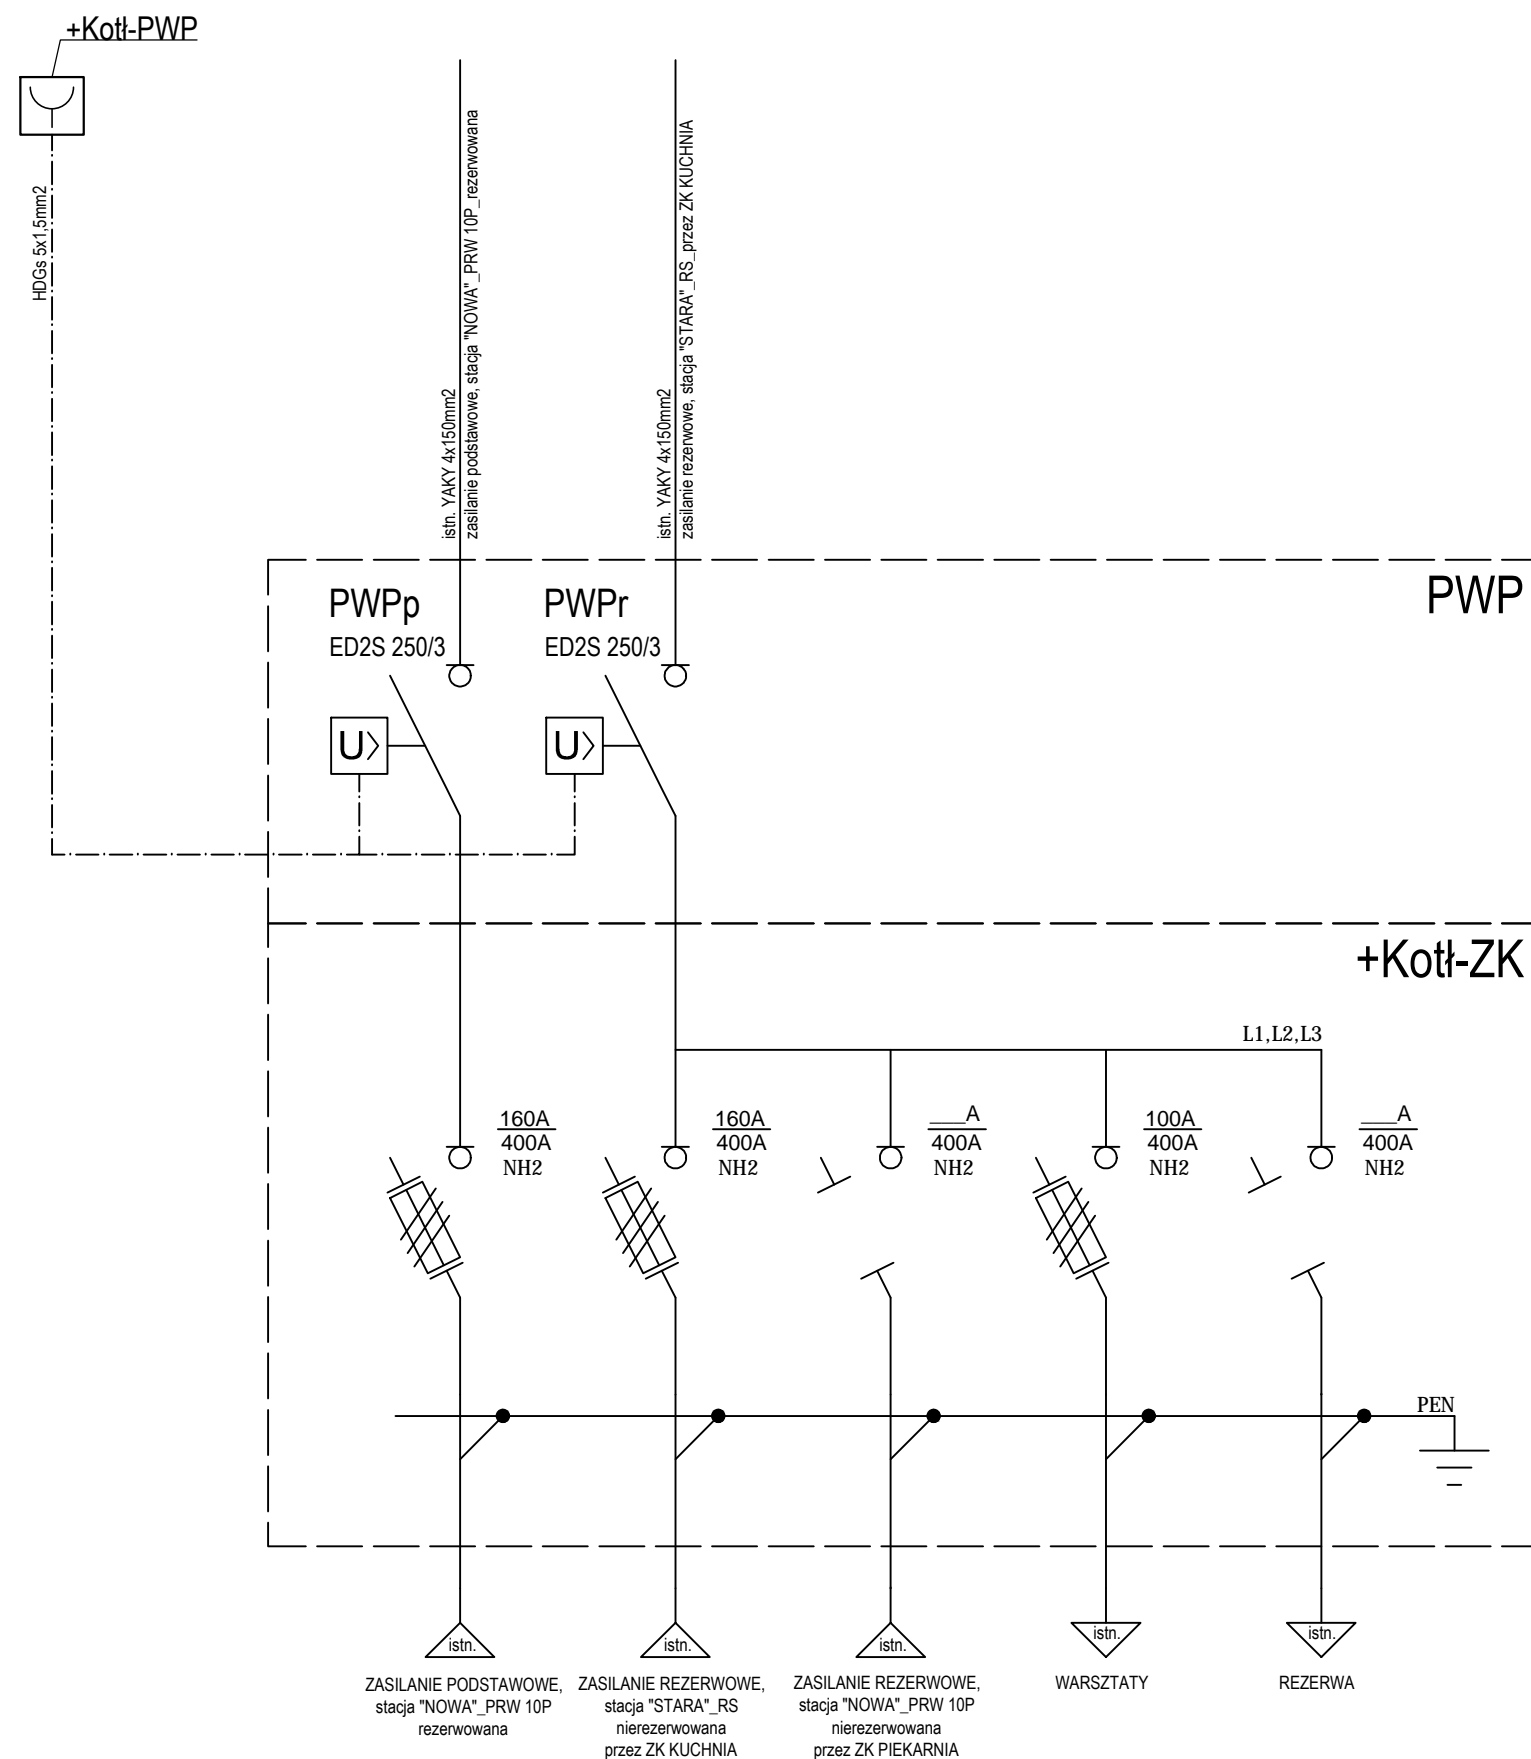 +Kotł-PWP
HDGs 5x1,5mm2
istn. YAKY 4x150mm2
zasilanie podstawowe, stacja "NOWA"_PRW 10P_rezerwowana
istn. YAKY 4x150mm2
zasilanie rezerwowe, stacja "STARA"_RS_przez ZK KUCHNIA
PWP
PWPp
ED2S 250/3
PWPr
ED2S 250/3
U>
U>
+Kotł-ZK
L1,L2,L3
160A
400A
NH2
160A
400A
NH2
___A
400A
NH2
100A
400A
NH2
___A
400A
NH2
PEN
istn.
istn.
istn.
istn.
istn.
ZASILANIE PODSTAWOWE,
stacja "NOWA"_PRW 10P
rezerwowana
ZASILANIE REZERWOWE,
stacja "STARA"_RS
nierezerwowana
przez ZK KUCHNIA
ZASILANIE REZERWOWE,
stacja "NOWA"_PRW 10P
nierezerwowana
przez ZK PIEKARNIA
WARSZTATY
REZERWA